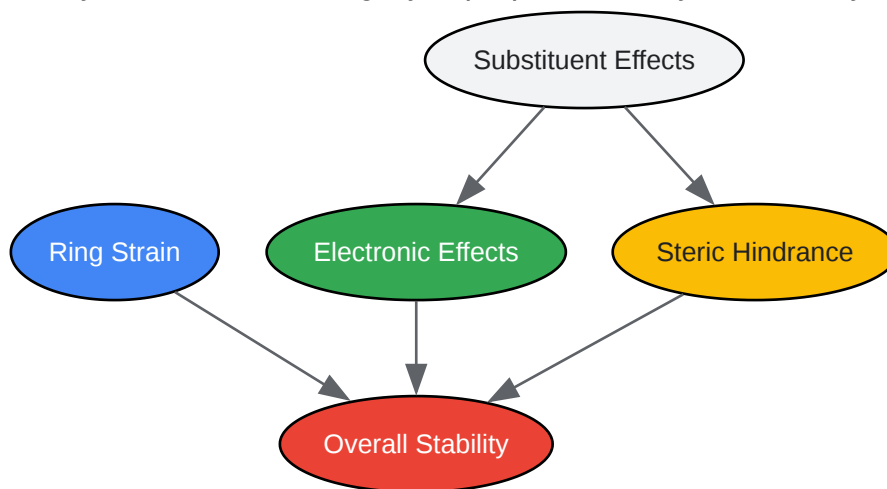 Substituent Effects
Ring Strain
Electronic Effects
Steric Hindrance
Overall Stability